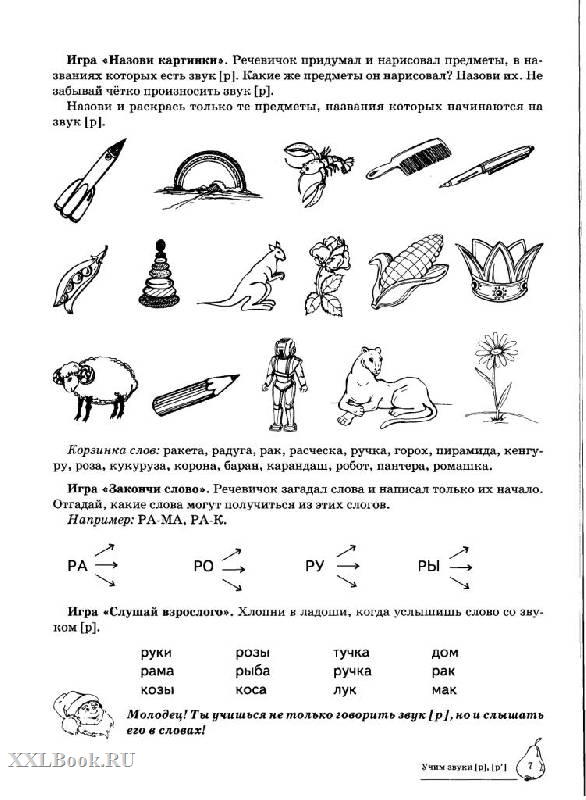 Игра «Назови картинки». Речевичок придумал и нарисовал предметы, в на-
званиях которых есть звук [р]. Какие же предметы он нарисовал? Назови их. Не
забывай чётко произносить звук [р].
Назови и раскрась только те предметы, названия которых начинаются на
звук [р].
Корзинка слов: ракета, радуга, рак, расческа, ручка, горох, пирамида, кенгу-
ру, роза, кукуруза, корона, баран, карандаш, робот, пантера, ромашка.
Игра «Закончи слово». Речевичок загадал слова и написал только их начало.
Отгадай, какие слова могут получиться из этих слогов.
Например: РА-МА, РА-К.
РА РО РУ РЫ
Игра «Слушай взрослого». Хлопни в ладоши, когда услышишь слово со зву-
ком [р].
руки розы тучка дом
рама рыба ручка рак
козы коса лук мак
Молодец! Ты учишься не только говорить звук [р], но и слышать
его в словах!
XXLBook.RU
Учим звуки [р], [р'] 7